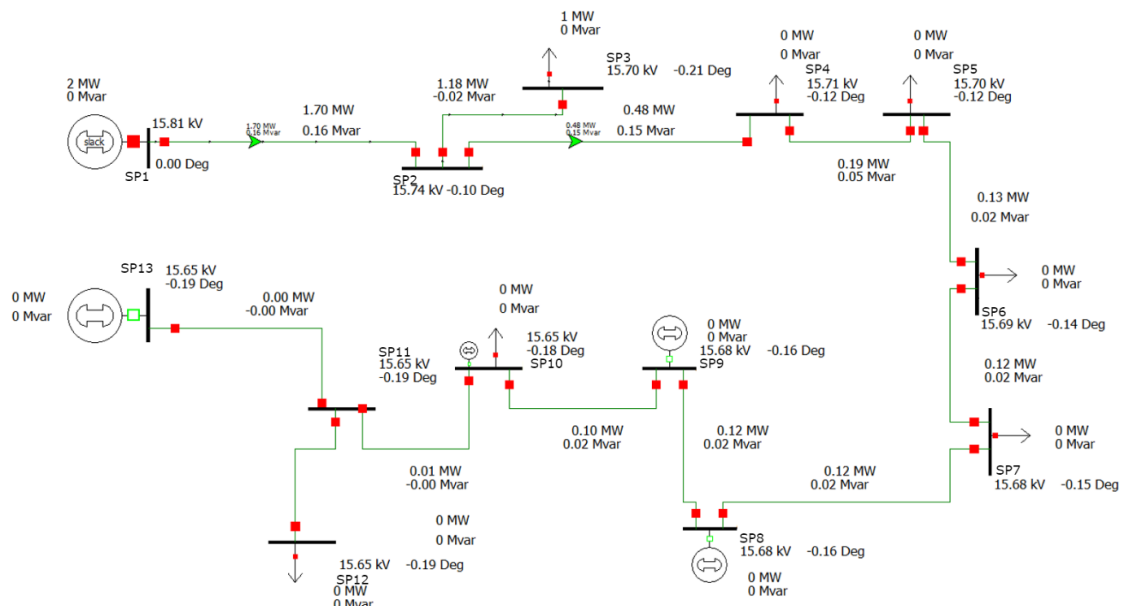 2 MW
0 Mvar
slack
15.81 kV
0.00 Deg
SP1
1.70 MW
0.16 Mvar
1.70 MW
0.16 Mvar
SP2
15.74 kV -0.10 Deg
1.18 MW
-0.02 Mvar
1 MW
0 Mvar
SP3
15.70 kV -0.21 Deg
0.48 MW
0.15 Mvar
0.48 MW
0.15 Mvar
0 MW
0 Mvar
SP4
15.71 kV
-0.12 Deg
0 MW
0 Mvar
SP5
15.70 kV
-0.12 Deg
0.19 MW
0.05 Mvar
0.13 MW
0.02 Mvar
0 MW
0 Mvar
SP6
15.69 kV -0.14 Deg
0.12 MW
0.02 Mvar
0 MW
0 Mvar
SP7
15.68 kV -0.15 Deg
0.12 MW
0.02 Mvar
SP8
15.68 kV -0.16 Deg
0 MW
0 Mvar
0.12 MW
0.02 Mvar
0 MW
0 Mvar
15.68 kV -0.16 Deg
SP9
0.10 MW
0.02 Mvar
0 MW
0 Mvar
15.65 kV
-0.18 Deg
SP10
SP11
15.65 kV
-0.19 Deg
0.01 MW
-0.00 Mvar
0.00 MW
-0.00 Mvar
SP13
15.65 kV
-0.19 Deg
0 MW
0 Mvar
0 MW
0 Mvar
15.65 kV -0.19 Deg
SP12
0 MW
0 Mvar